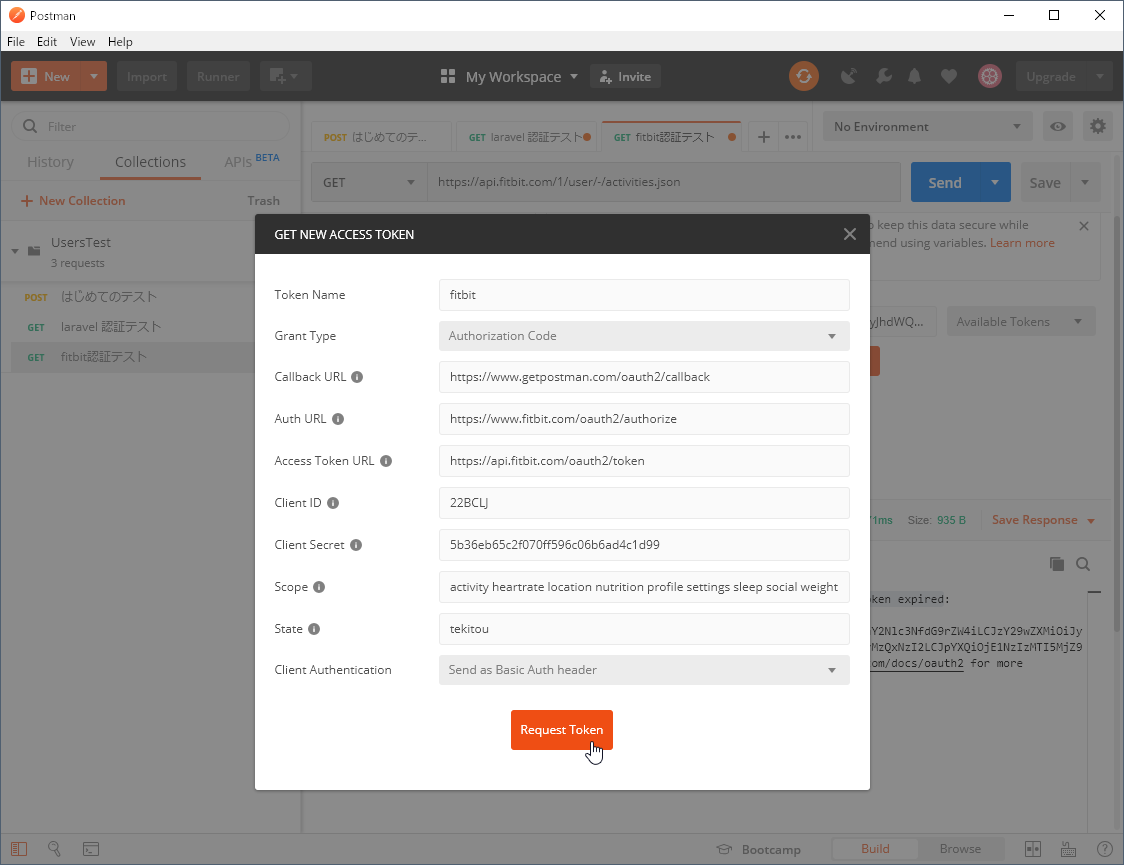 Postman
File Edit View Help
New Import Runner My Workspace Invite Upgrade
Filter
History Collections APIs BETA
New Collection Trash
UsersTest
3 requests
POST はじめてのテスト
GET laravel 認証テスト
GET fitbit認証テスト
POST はじめてのテ... GET laravel 認証テスト GET fitbit認証テスト
No Environment
GET https://api.fitbit.com/1/user/-/activities.json Send Save
o keep this data secure while
mend using variables. Learn more
yJhdWQ... Available Tokens
GET NEW ACCESS TOKEN
Token Name fitbit
Grant Type Authorization Code
Callback URL https://www.getpostman.com/oauth2/callback
Auth URL https://www.fitbit.com/oauth2/authorize
Access Token URL https://api.fitbit.com/oauth2/token
Client ID 22BCLJ
Client Secret 5b36eb65c2f070ff596c06b6ad4c1d99
Scope activity heartrate location nutrition profile settings sleep social weight
State tekitou
Client Authentication Send as Basic Auth header
Request Token
71ms Size: 935 B Save Response
ken expired:
Y2Nlc3NfdG9rZW4iLCJzY29wZXMiOiJy
MzQxNzI2LCJpYXQiOjE1NzIzMTI5MjZ9
om/docs/oauth2 for more
Bootcamp Build Browse